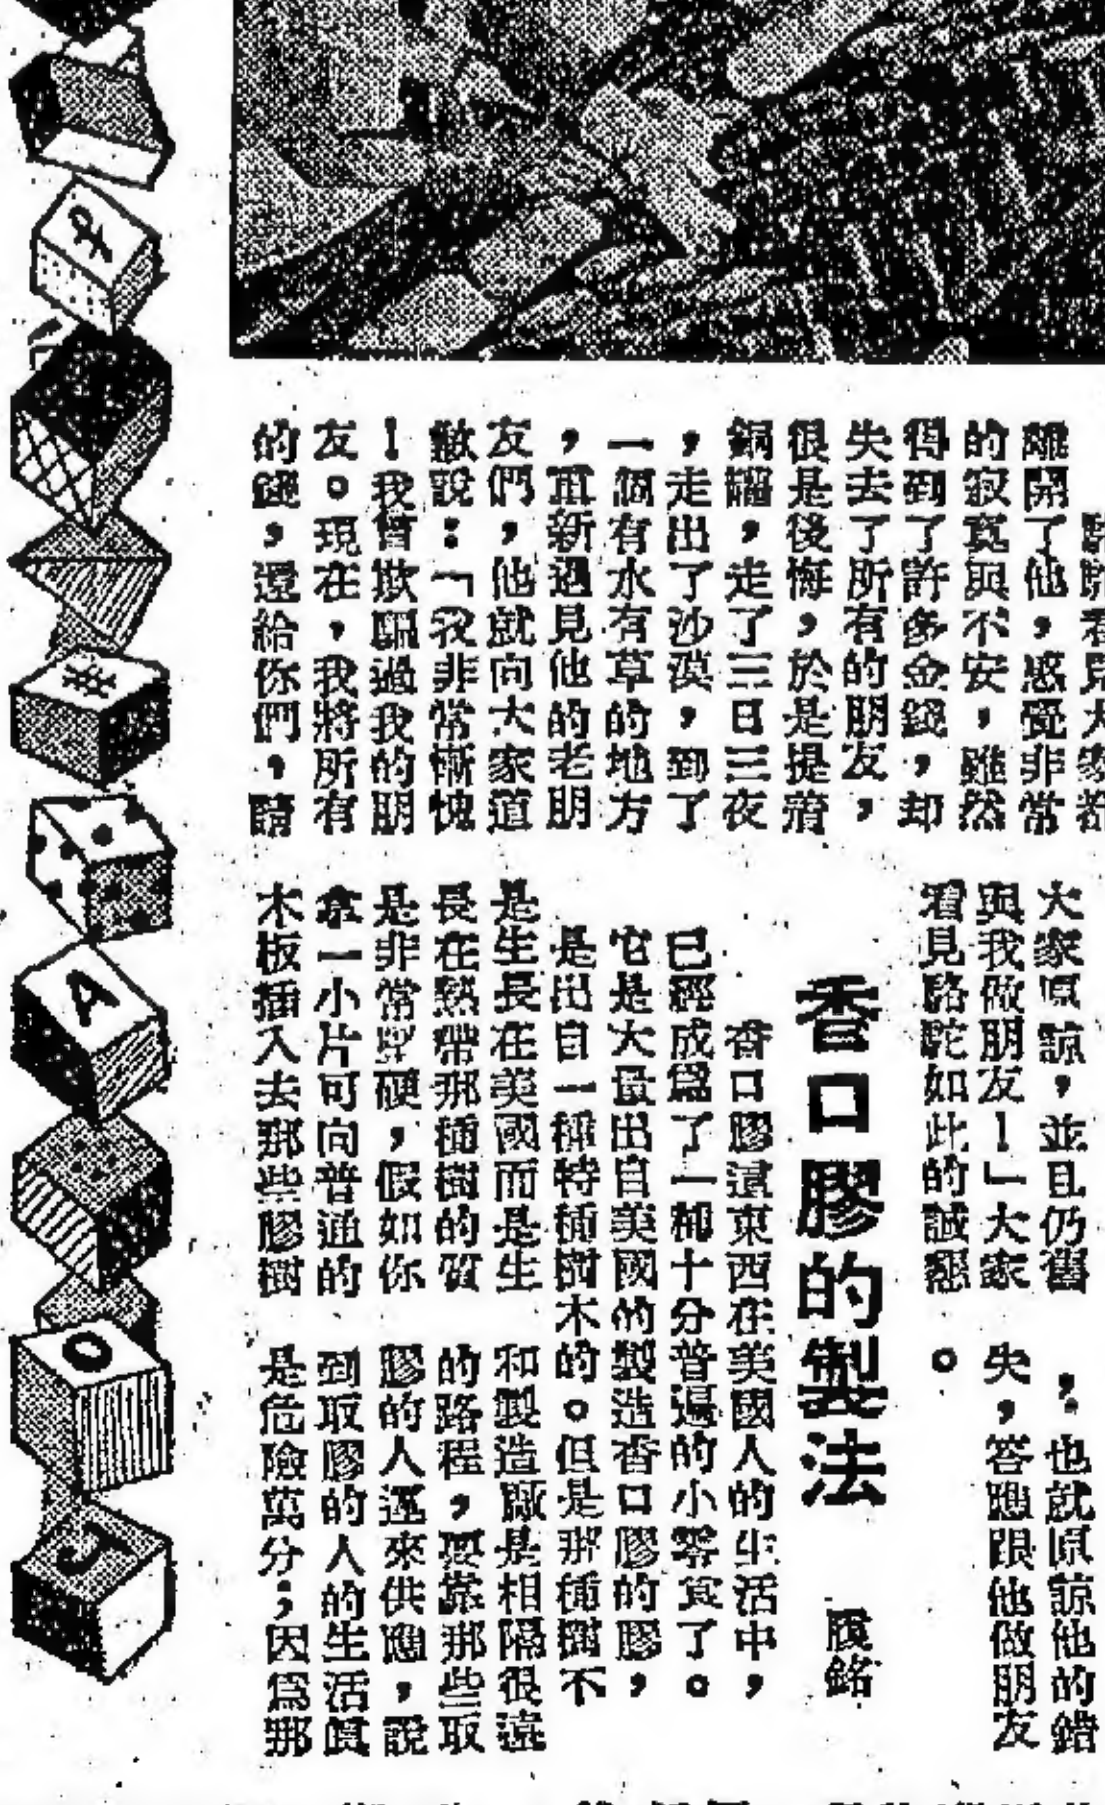 駱駝看見大家都
離開了他,感覺非常
的寂寞與不安,雖然
得到了許多金錢,却
失去了所有的朋友,
很是後悔,於是提着
銅罐,走了三日三夜
,走出了沙漠,到了
一個有水有草的地方
,重新遇見他的老朋
友們,他就向大家道
歉說:「我非常慚愧
!我曾欺騙過我的朋
友。現在,我將所有
的錢,還給你們,請
大家原諒,並且仍舊
與我做朋友!」大家
看見駱駝如此的誠懇
,也就原諒他的錯
失,答應跟他做朋友
。
香口膠的製法
履銘
香口膠這東西在美國人的生活中,
已經成爲了一種十分普遍的小零食了。
它是大量出自美國的製造香口膠的膠,
是出自一種特種樹木的。但是那種樹不
是生長在美國而是生
長在熱帶那種樹的質
是非常堅硬,假如你
拿一小片可向普通的
木板插入去那些膠樹
和製造廠是相隔很遠
的路程,要靠那些取
膠的人運來供應,說
到取膠的人的生活眞
是危險萬分;因爲那
A
O
J